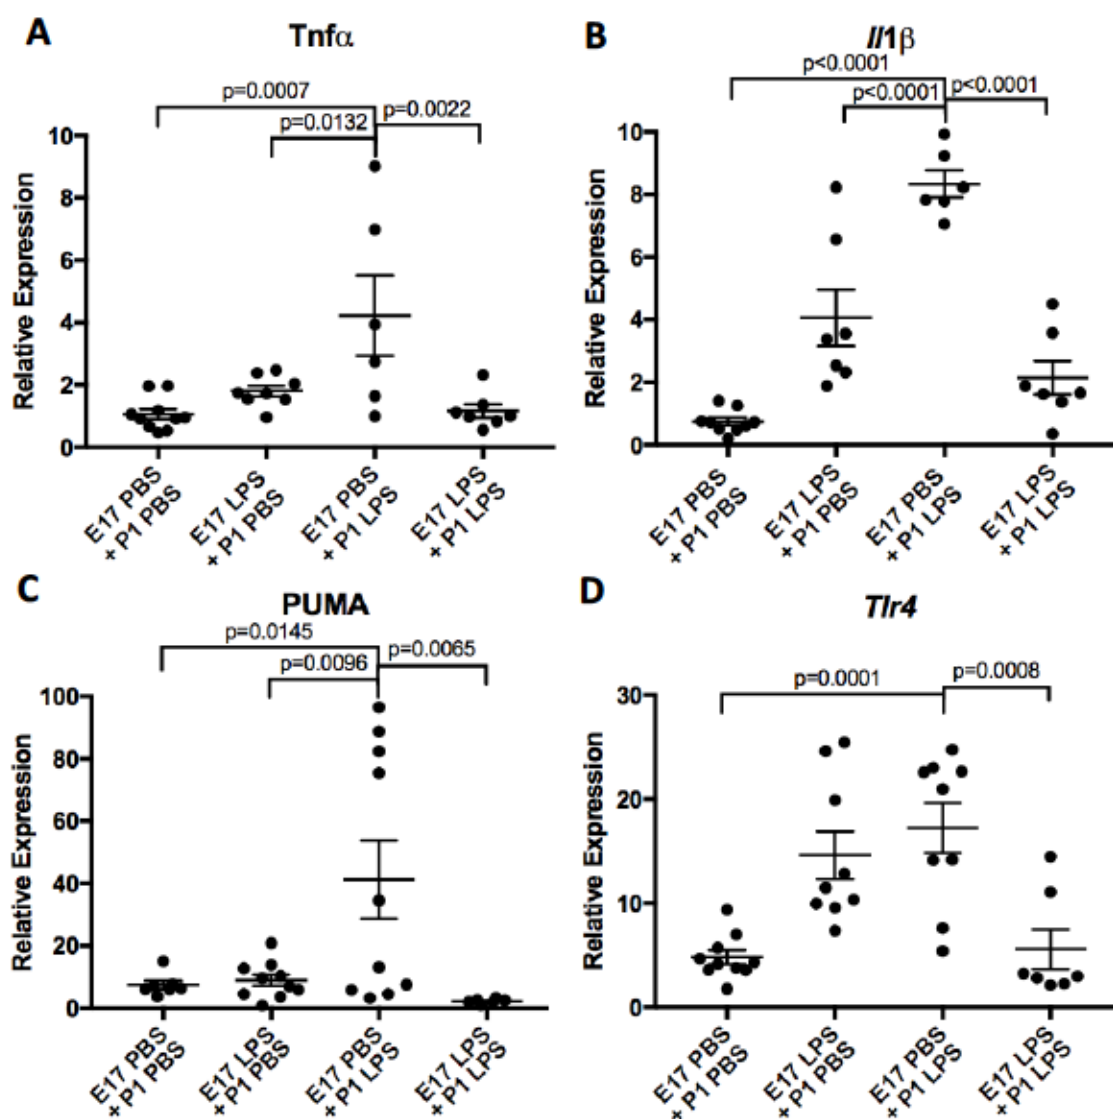 A
Tnfα
p=0.0007
p=0.0132
p=0.0022
Relative Expression
10
8
6
4
2
0
E17 PBS
+ P1 PBS
E17 LPS
+ P1 PBS
E17 PBS
+ P1 LPS
E17 LPS
+ P1 LPS
B
Il1β
p<0.0001
p<0.0001
p<0.0001
Relative Expression
10
8
6
4
2
0
E17 PBS
+ P1 PBS
E17 LPS
+ P1 PBS
E17 PBS
+ P1 LPS
E17 LPS
+ P1 LPS
C
PUMA
p=0.0145
p=0.0096
p=0.0065
Relative Expression
100
80
60
40
20
0
E17 PBS
+ P1 PBS
E17 LPS
+ P1 PBS
E17 PBS
+ P1 LPS
E17 LPS
+ P1 LPS
D
Tlr4
p=0.0001
p=0.0008
Relative Expression
30
20
10
0
E17 PBS
+ P1 PBS
E17 LPS
+ P1 PBS
E17 PBS
+ P1 LPS
E17 LPS
+ P1 LPS